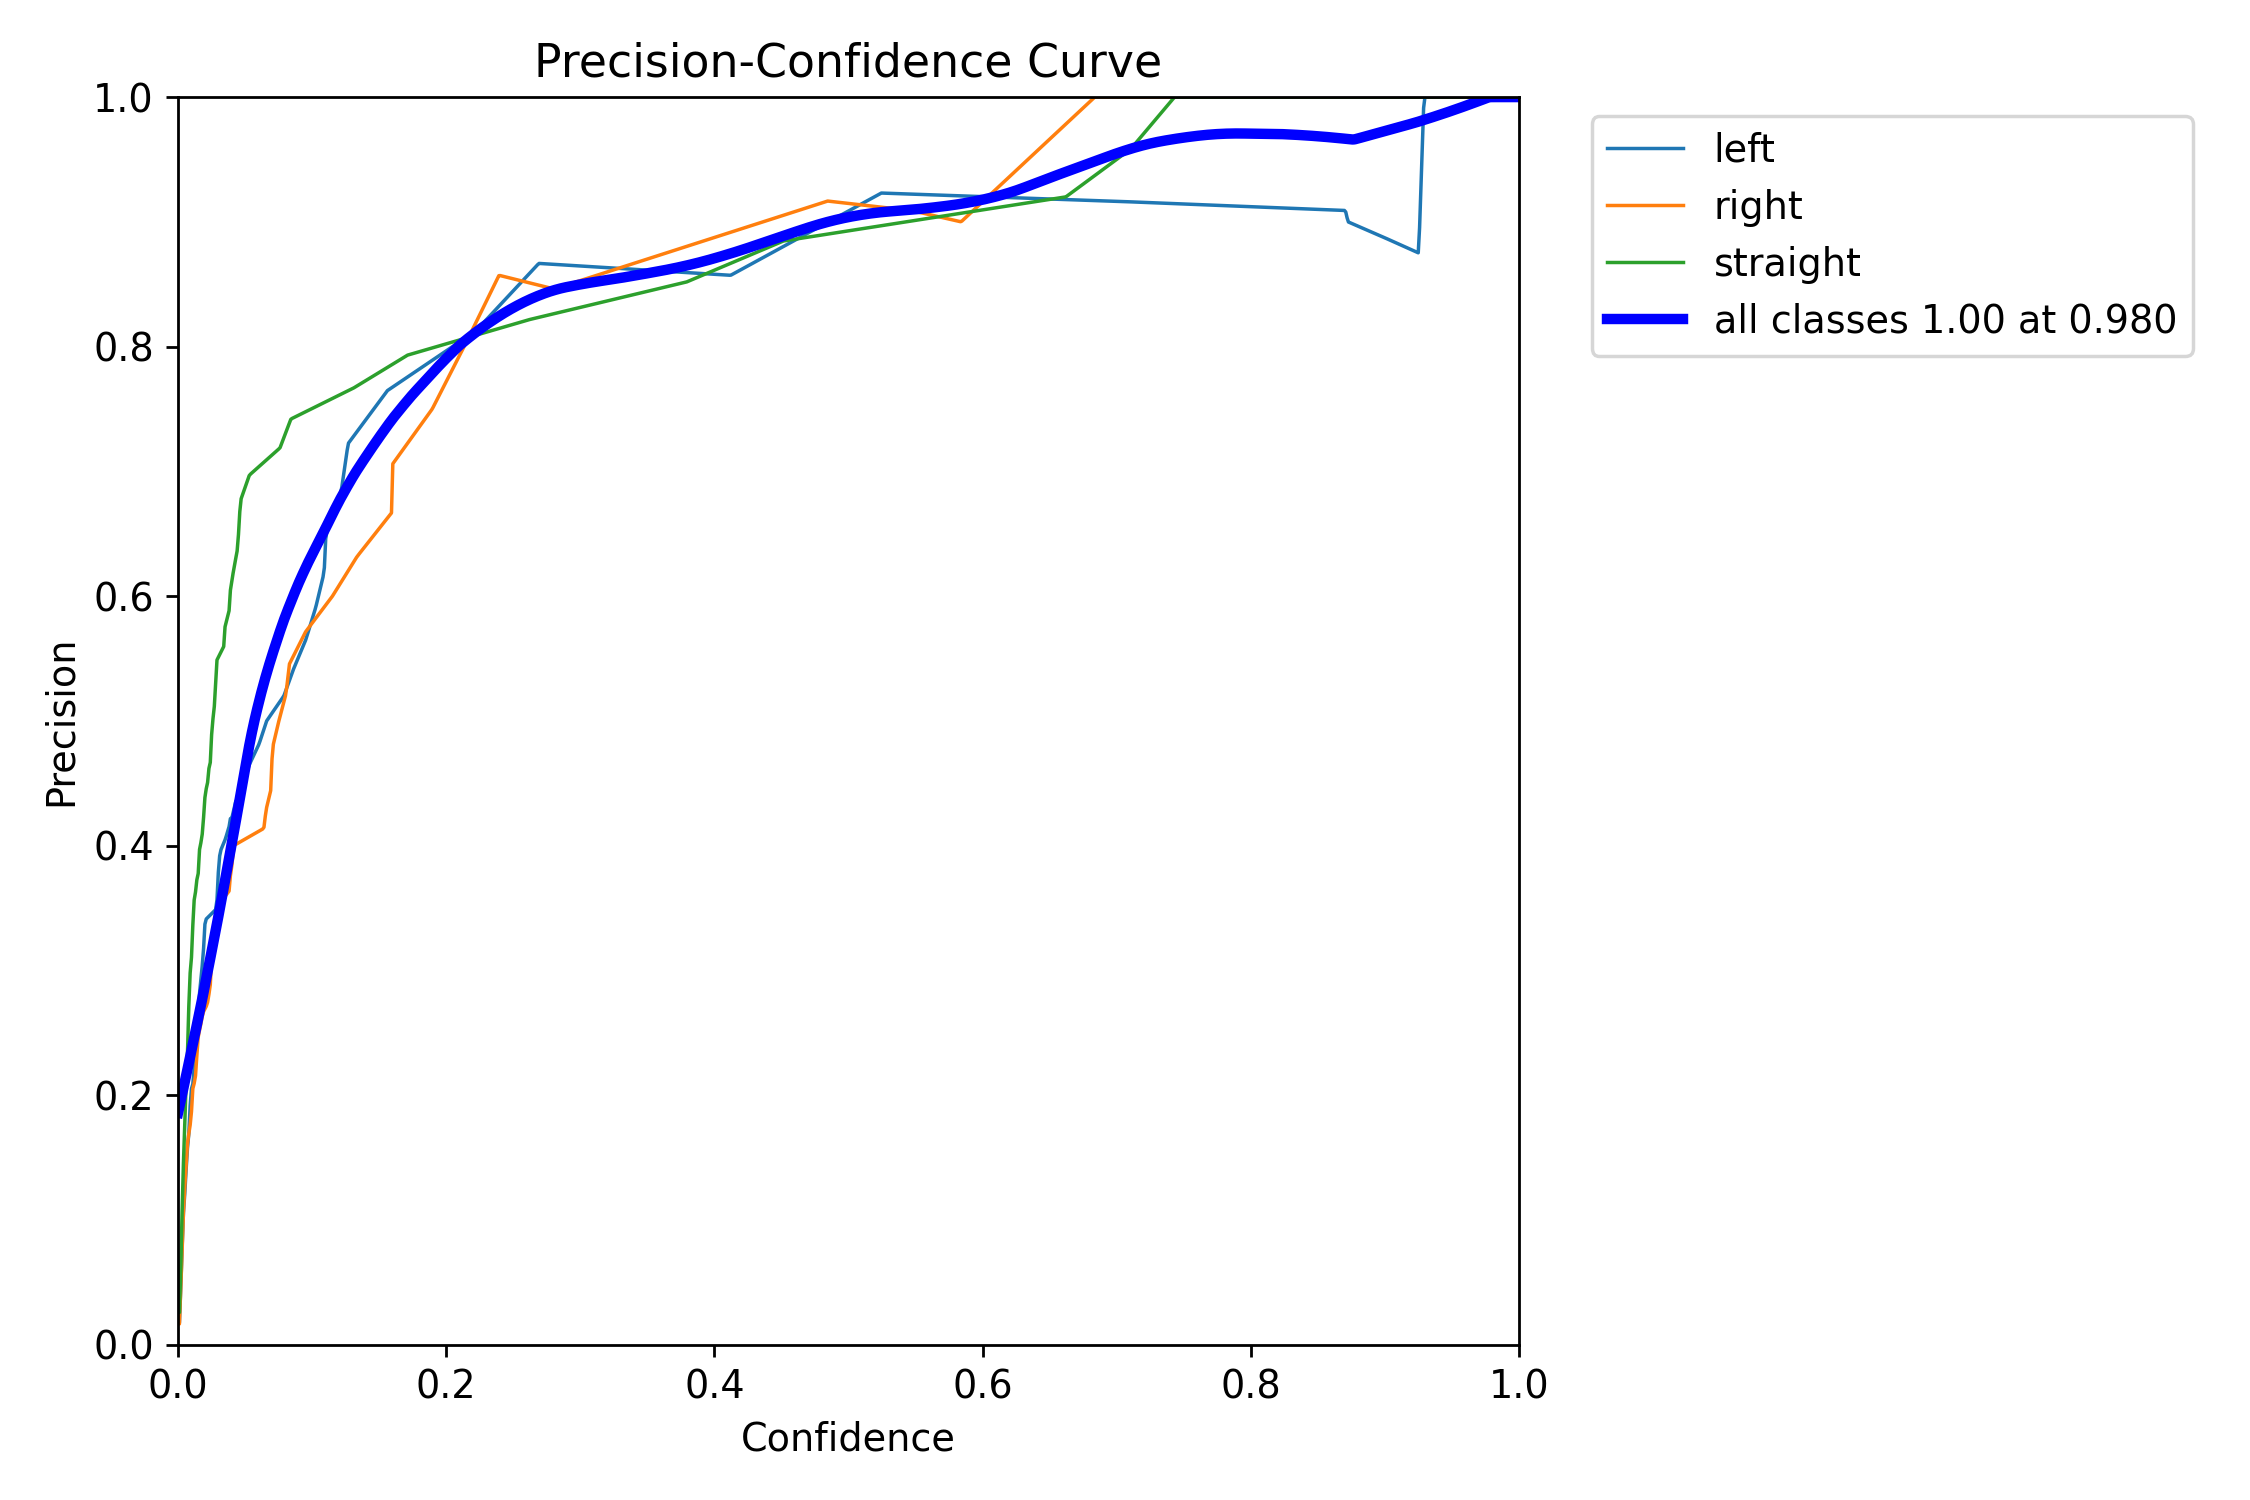 Precision-Confidence Curve
1.0
0.8
0.6
0.4
0.2
0.0
Precision
0.0 0.2 0.4 0.6 0.8 1.0
Confidence
left
right
straight
all classes 1.00 at 0.980